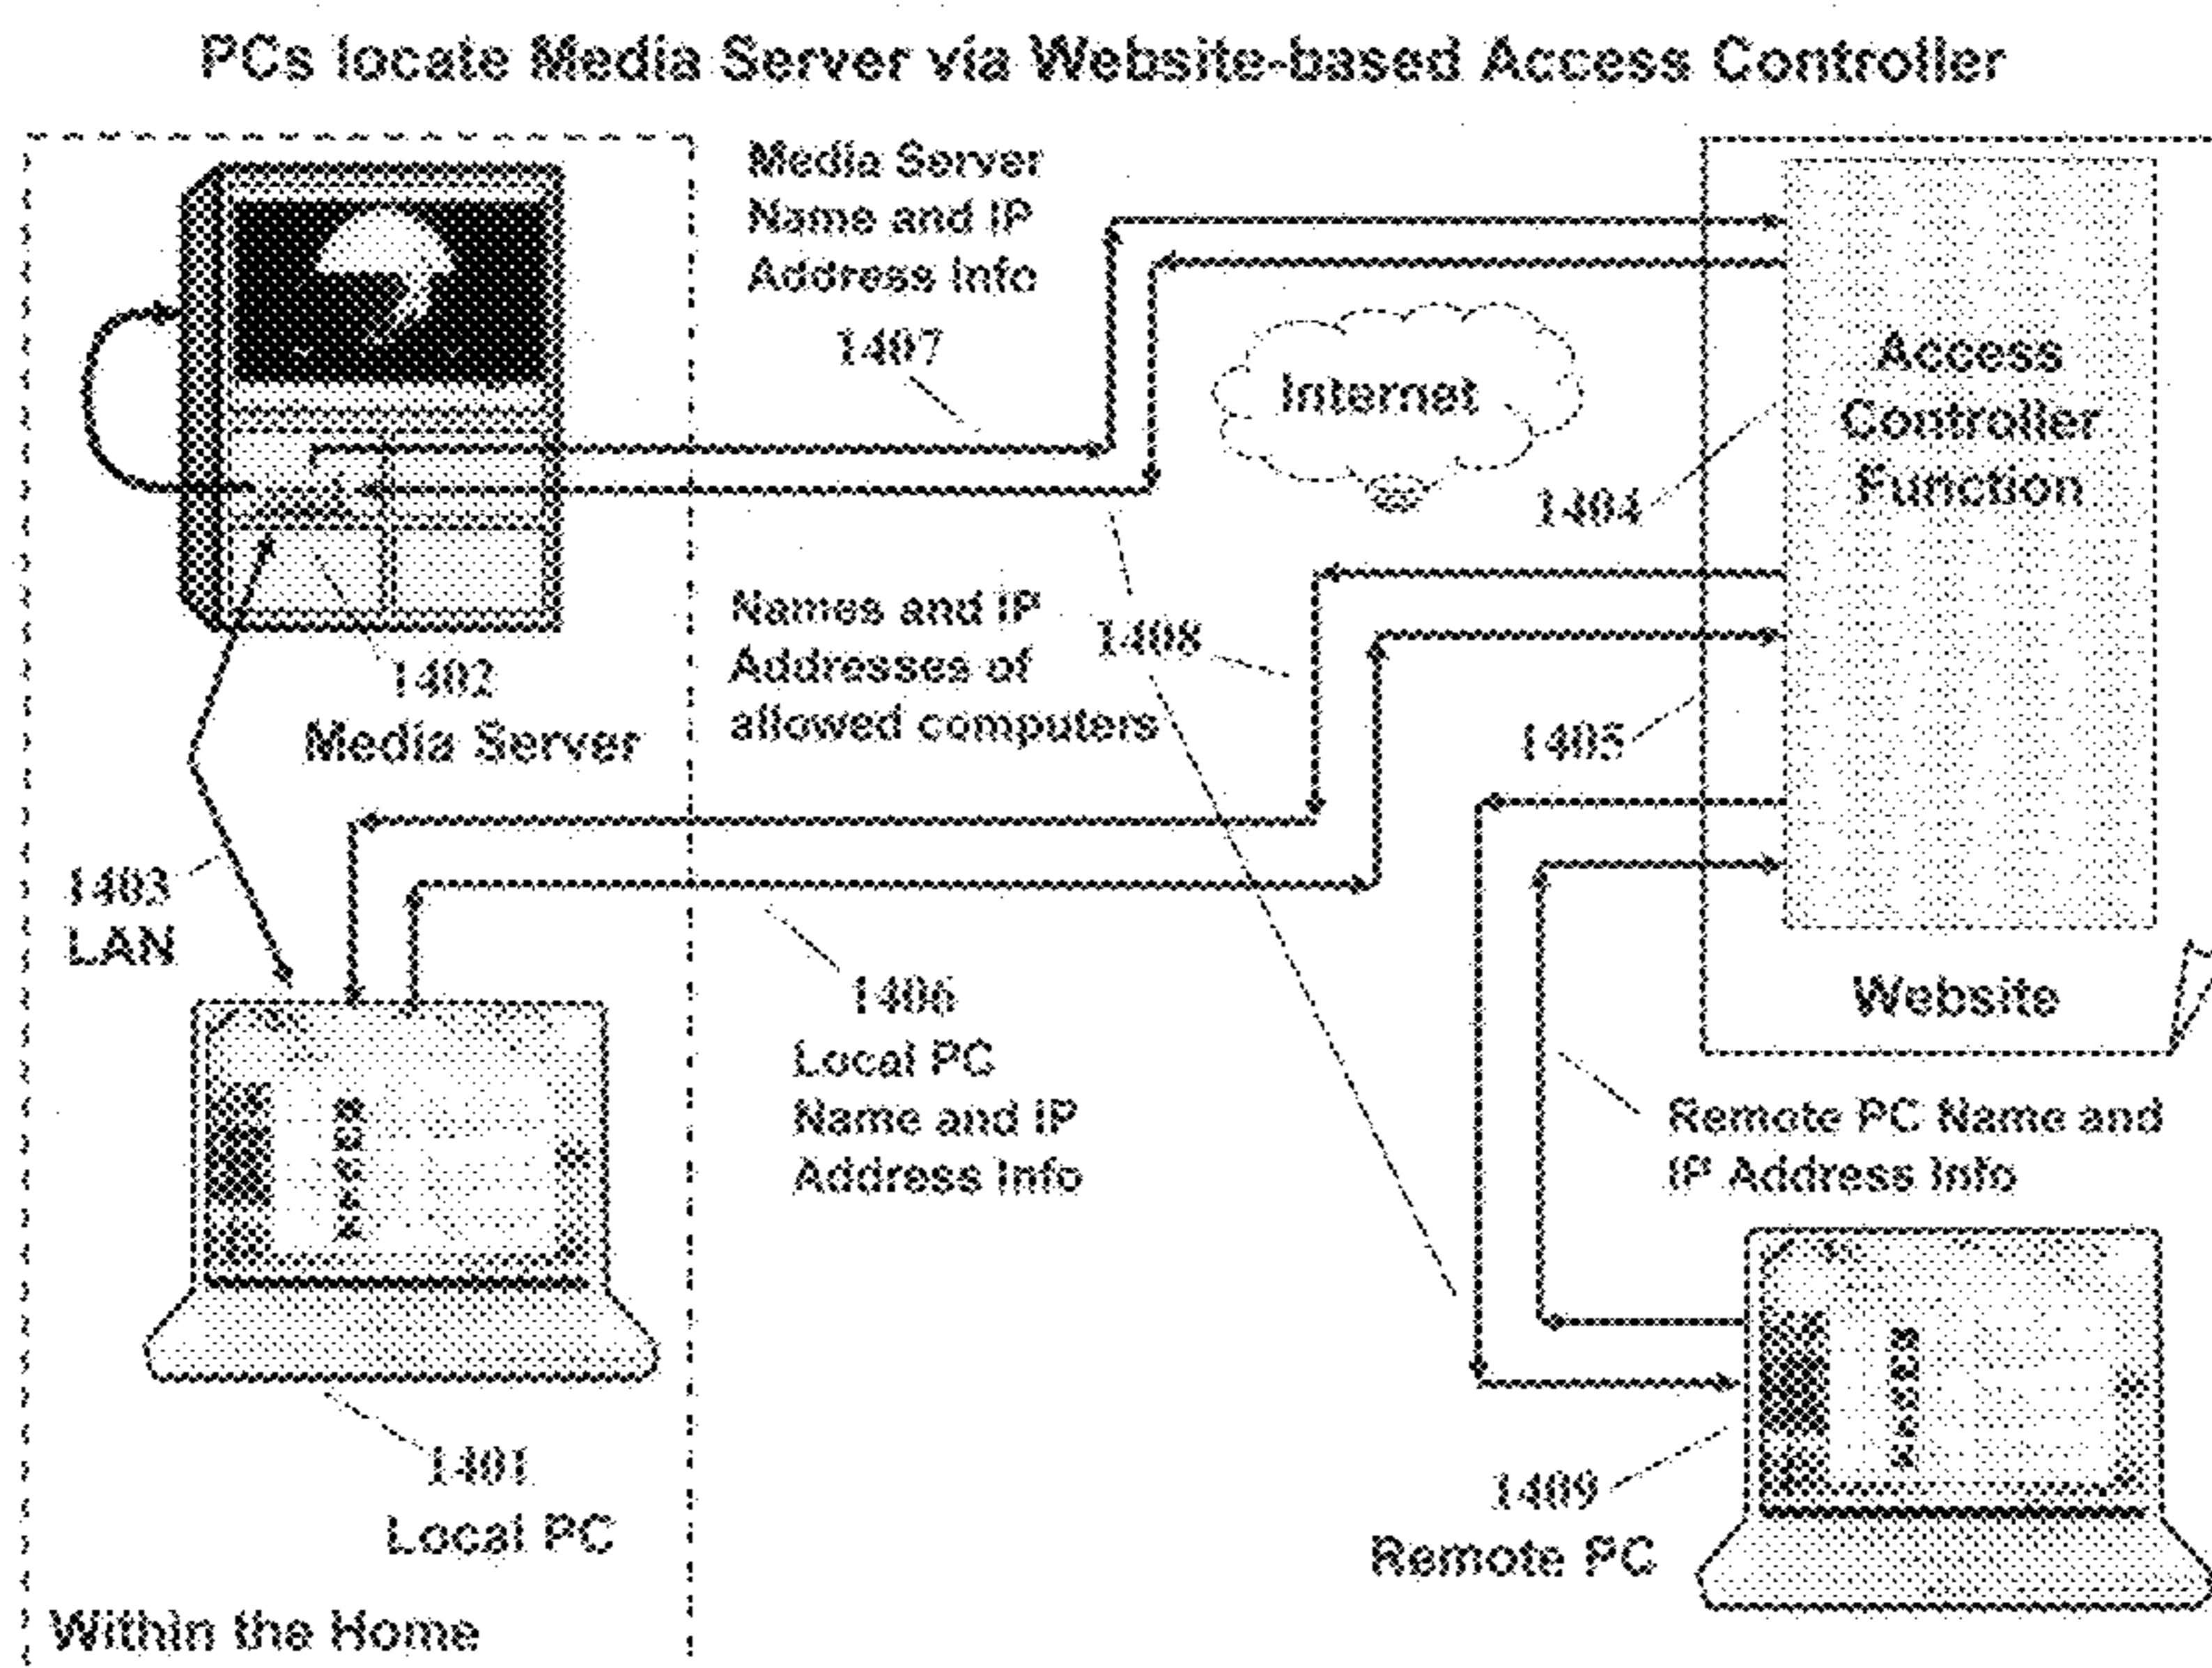 PCs locate Media Server via Website-based Access Controller
Media Server
Name and IP
Address Info
1407
Internet
Access
Controller
Function
1404
Names and IP
Addresses of
allowed computers
1408
1402
Media Server
1405
1403
LAN
1406
Local PC
Name and IP
Address Info
Website
Remote PC Name and
IP Address Info
1401
Local PC
1409
Remote PC
Within the Home